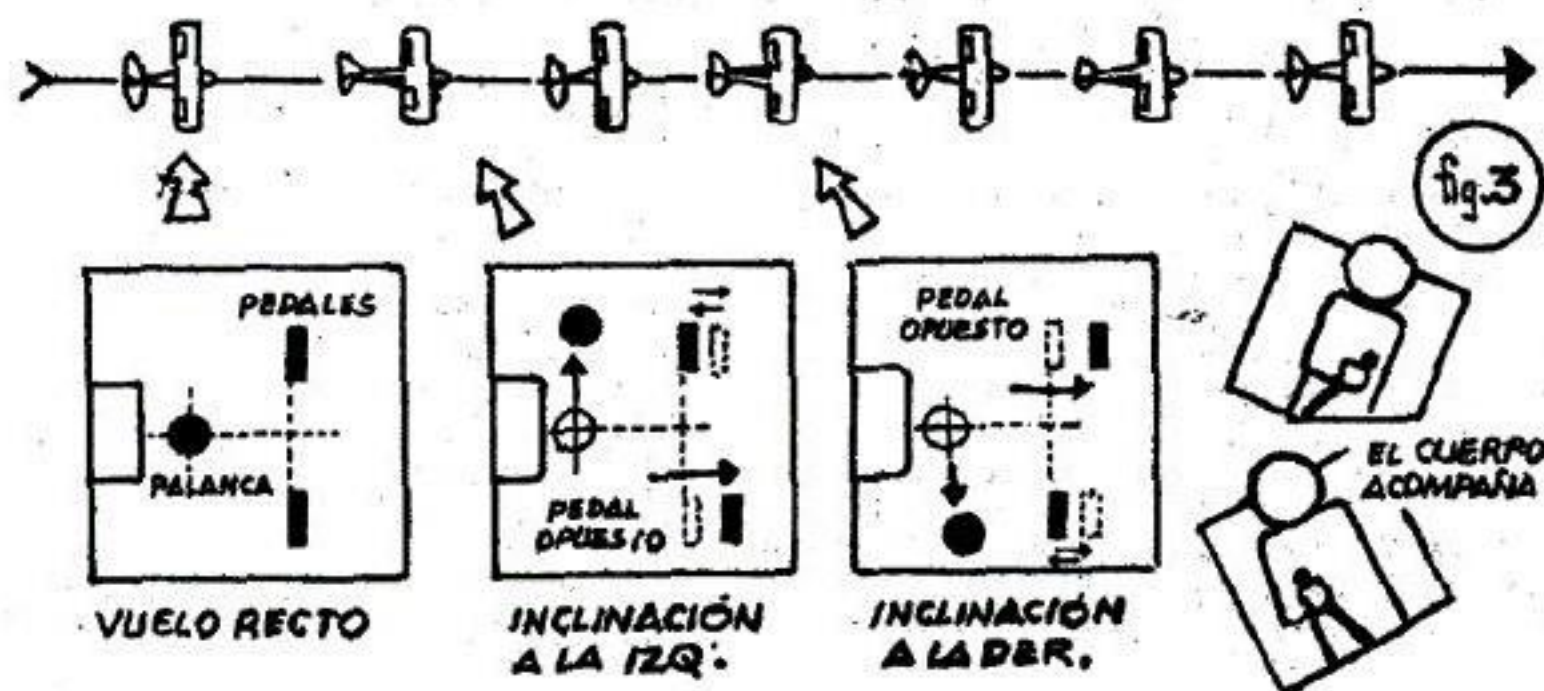 fig.3
PEDALES
PALANCA
VUELO RECTO
PEDAL
OPUESTO
INCLINACIÓN
A LA IZQ.
PEDAL
OPUESTO
INCLINACIÓN
A LA DER.
EL CUERPO
ACOMPAÑA